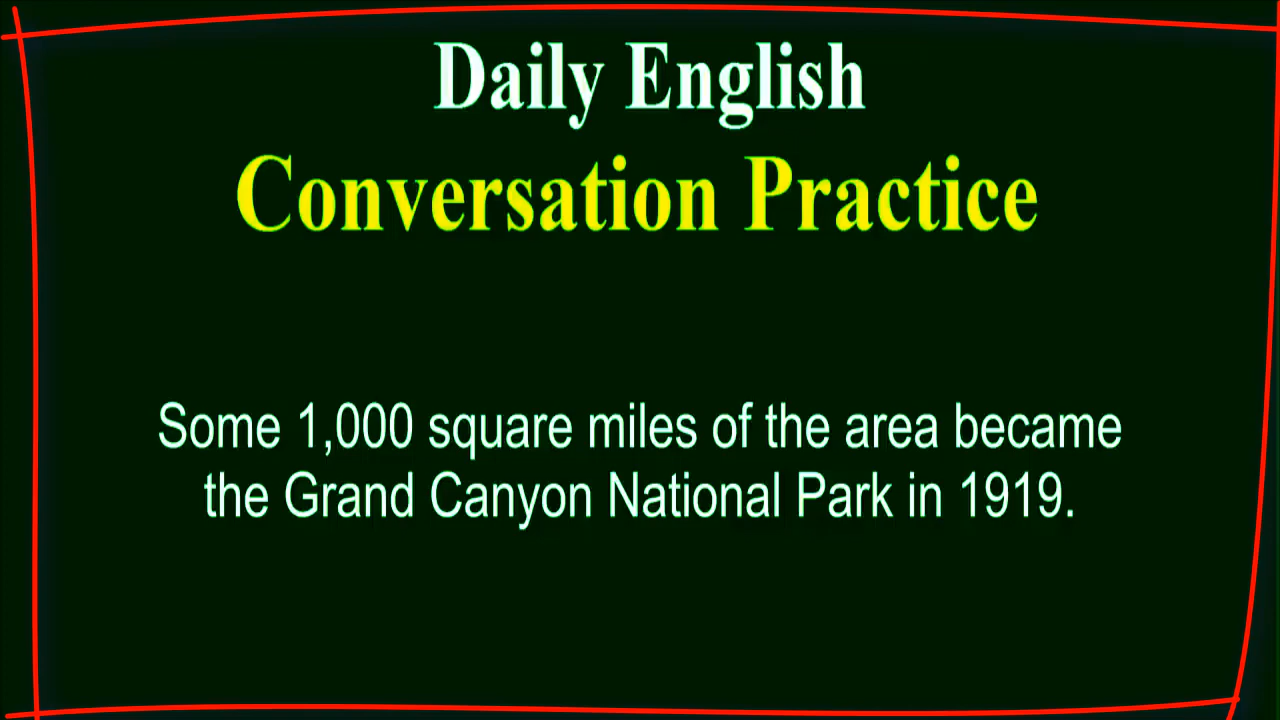 Daily English
Conversation Practice
Some 1,000 square miles of the area became
the Grand Canyon National Park in 1919.